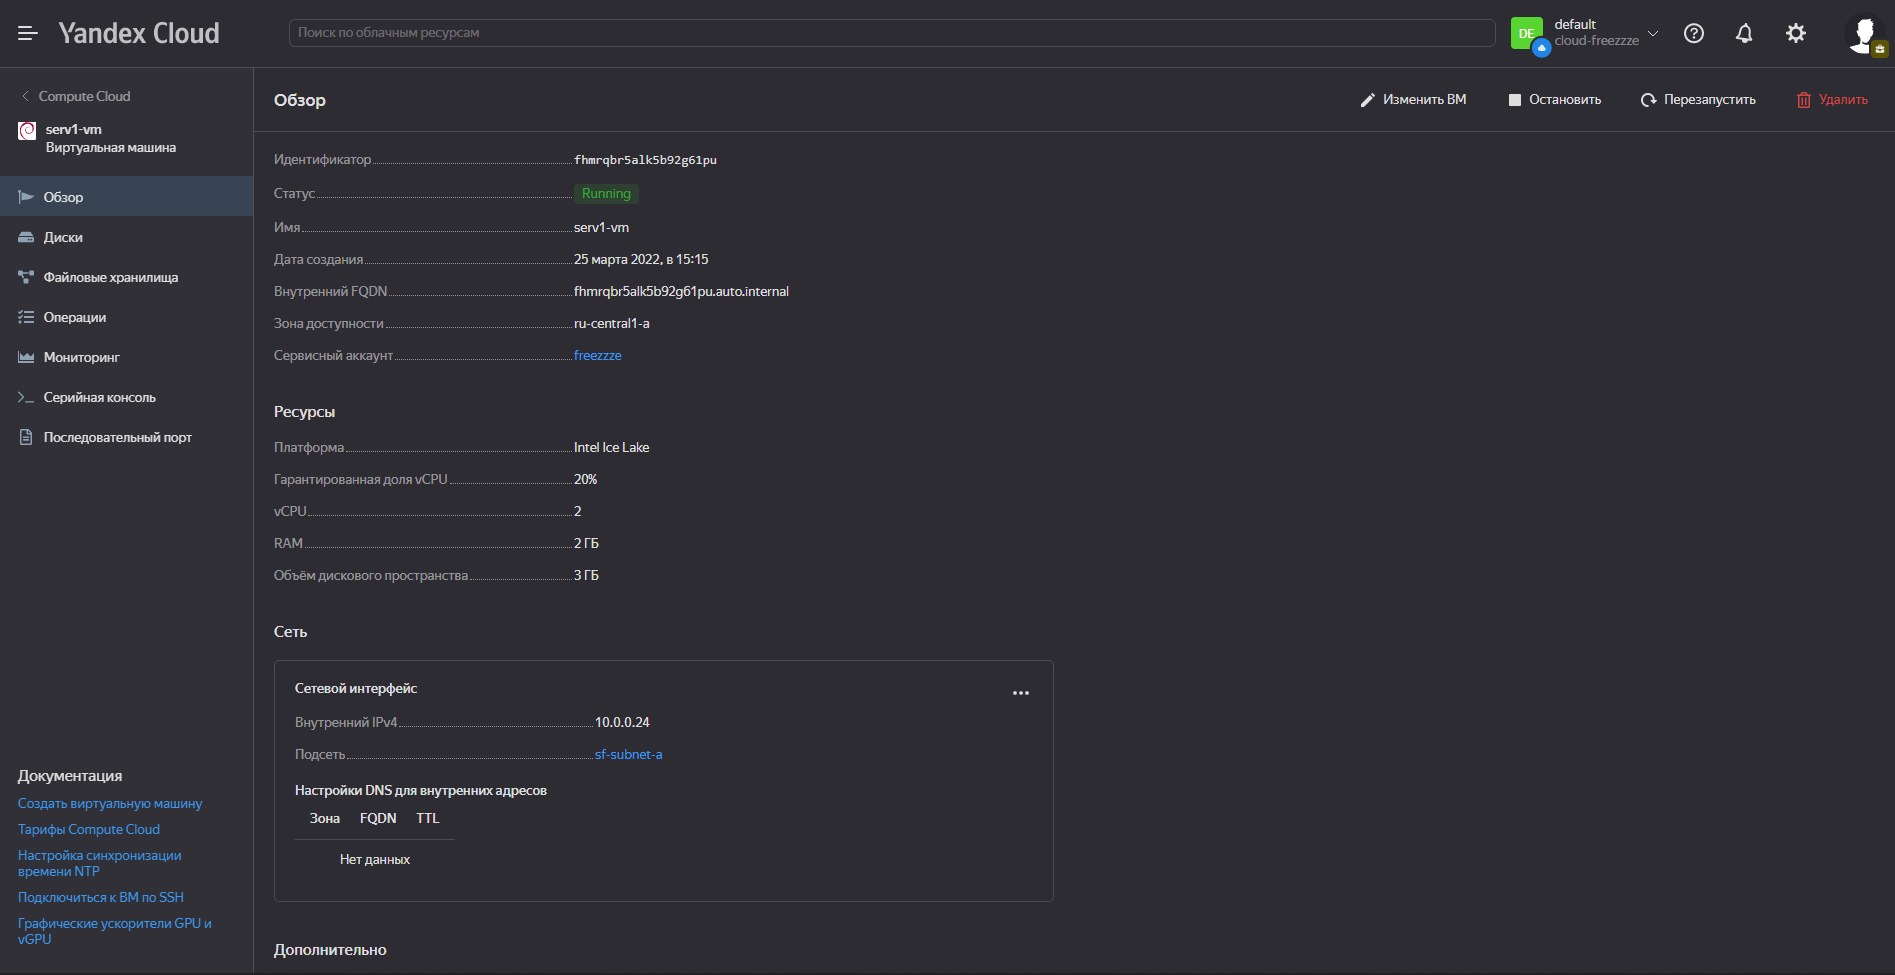 Yandex Cloud
Поиск по облачным ресурсам
DE
default
cloud-freezzze
Compute Cloud
serv1-vm
Виртуальная машина
Обзор
Диски
Файловые хранилища
Операции
Мониторинг
Серийная консоль
Последовательный порт
Документация
Создать виртуальную машину
Тарифы Compute Cloud
Настройка синхронизации
времени NTP
Подключиться к ВМ по SSH
Графические ускорители GPU и
vGPU
Обзор
Изменить ВМ
Остановить
Перезапустить
Удалить
Идентификатор fhmrqbr5alk5b92g61pu
Статус Running
Имя serv1-vm
Дата создания 25 марта 2022, в 15:15
Внутренний FQDN fhmrqbr5alk5b92g61pu.auto.internal
Зона доступности ru-central1-a
Сервисный аккаунт freezzze
Ресурсы
Платформа Intel Ice Lake
Гарантированная доля vCPU 20%
vCPU 2
RAM 2 ГБ
Объём дискового пространства 3 ГБ
Сеть
Сетевой интерфейс
Внутренний IPv4 10.0.0.24
Подсеть sf-subnet-a
Настройки DNS для внутренних адресов
Зона FQDN TTL
Нет данных
Дополнительно